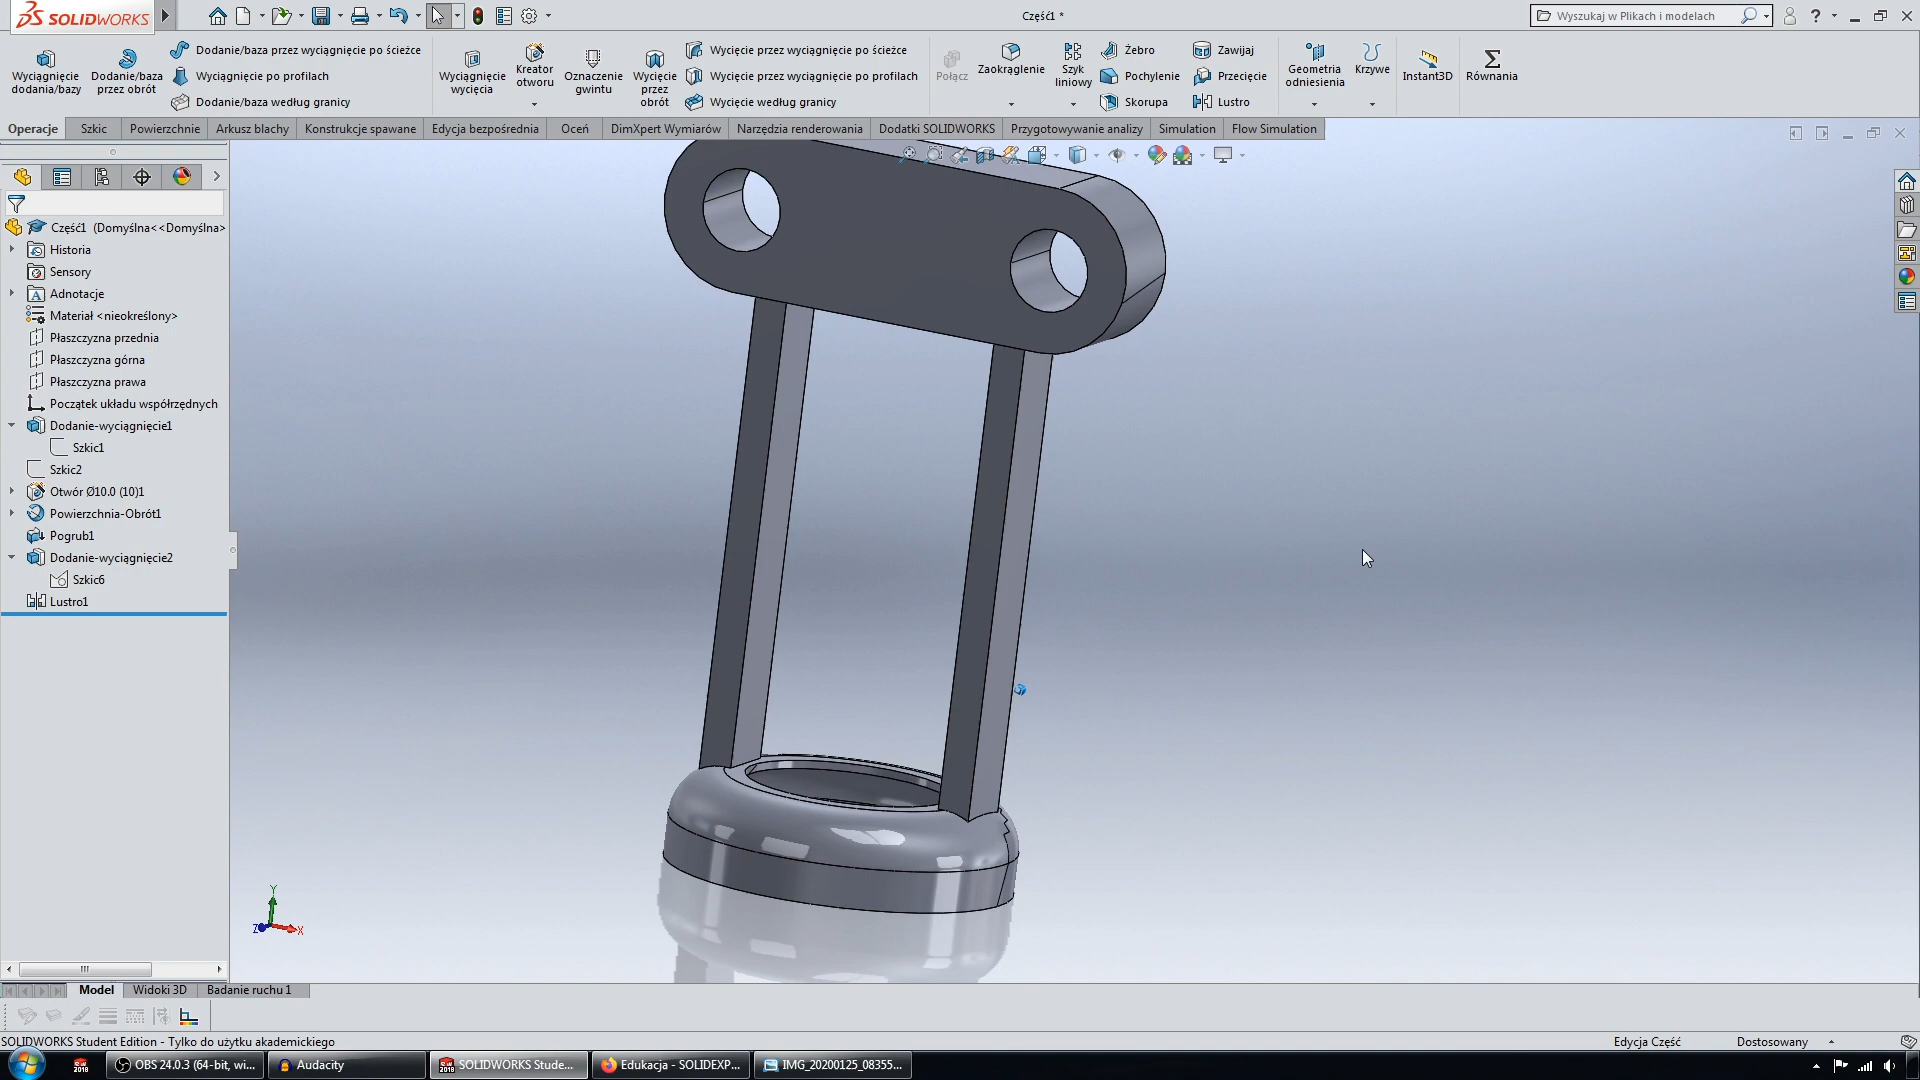 SOLIDWORKS
Część1 *
Wyszukaj w Plikach i modelach
Wyciągnięcie dodania/bazy
Dodanie/baza przez obrót
Dodanie/baza przez wyciągnięcie po ścieżce
Wyciągnięcie po profilach
Dodanie/baza według granicy
Wyciągnięcie wycięcia
Kreator otworu
Oznaczenie gwintu
Wycięcie przez obrót
Wycięcie przez wyciągnięcie po ścieżce
Wycięcie przez wyciągnięcie po profilach
Wycięcie według granicy
Połącz
Zaokrąglenie
Szyk liniowy
Żebro
Pochylenie
Skorupa
Zawijaj
Przecięcie
Lustro
Geometria odniesienia
Krzywe
Instant3D
Równania
Operacje
Szkic
Powierzchnie
Arkusz blachy
Konstrukcje spawane
Edycja bezpośrednia
Oceń
DimXpert Wymiarów
Narzędzia renderowania
Dodatki SOLIDWORKS
Przygotowywanie analizy
Simulation
Flow Simulation
Część1 (Domyślna<<Domyślna>
Historia
Sensory
Adnotacje
Materiał <nieokreślony>
Płaszczyzna przednia
Płaszczyzna górna
Płaszczyzna prawa
Początek układu współrzędnych
Dodanie-wyciągnięcie1
Szkic1
Szkic2
Otwór Ø10.0 (10)1
Powierzchnia-Obrót1
Pogrub1
Dodanie-wyciągnięcie2
Szkic6
Lustro1
Y
Z
X
Model
Widoki 3D
Badanie ruchu 1
SOLIDWORKS Student Edition - Tylko do użytku akademickiego
Edycja Część
Dostosowany
OBS 24.0.3 (64-bit, wi...
Audacity
SOLIDWORKS Stude...
Edukacja - SOLIDEXP...
IMG_20200125_08355...